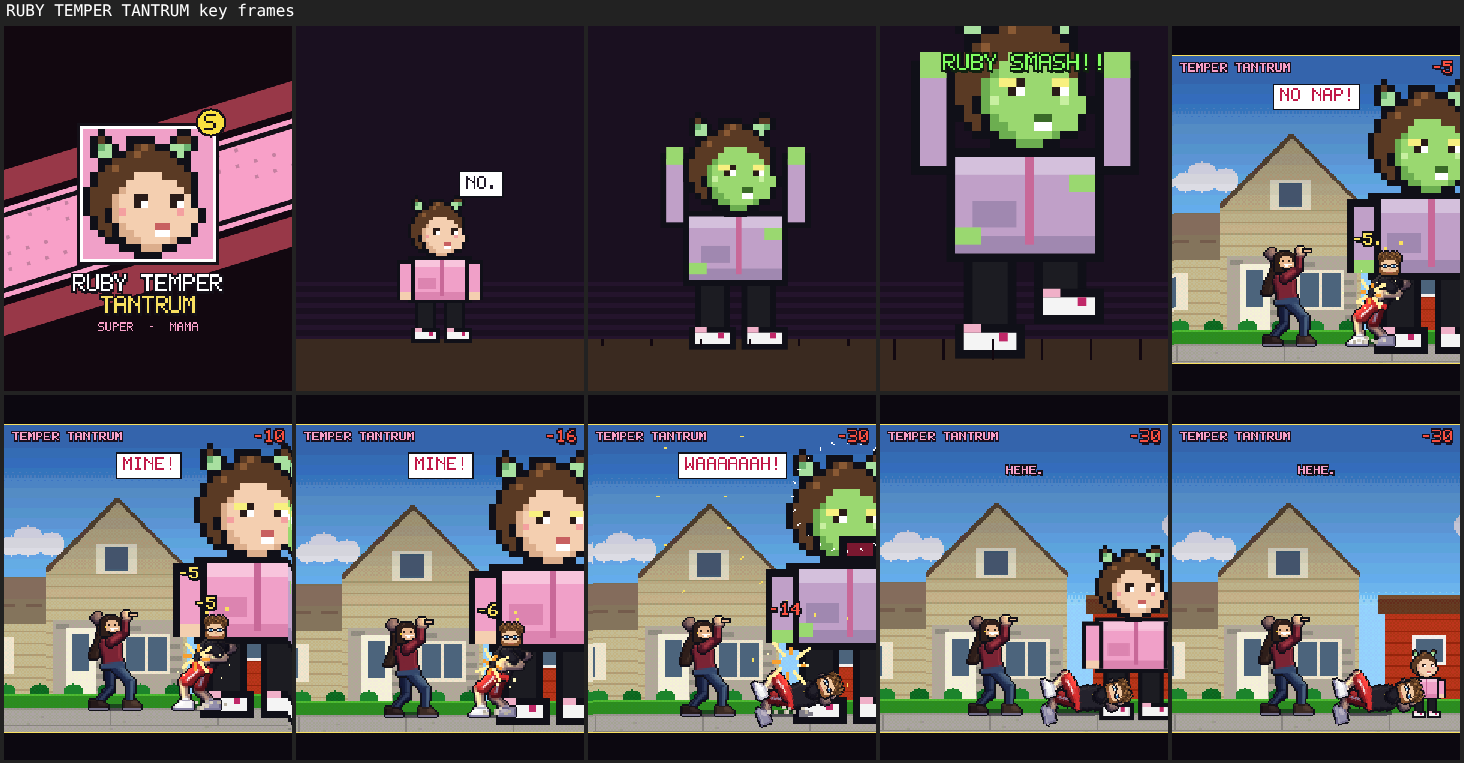 RUBY TEMPER TANTRUM key frames
S
RUBY TEMPER
TANTRUM
SUPER - MAMA
NO.
RUBY SMASH!!
TEMPER TANTRUM
-5
NO NAP!
-5
TEMPER TANTRUM
-10
MINE!
-5
-5
TEMPER TANTRUM
-16
MINE!
-6
TEMPER TANTRUM
-30
WAAAAAAH!
-14
TEMPER TANTRUM
-30
HEHE.
TEMPER TANTRUM
-30
HEHE.